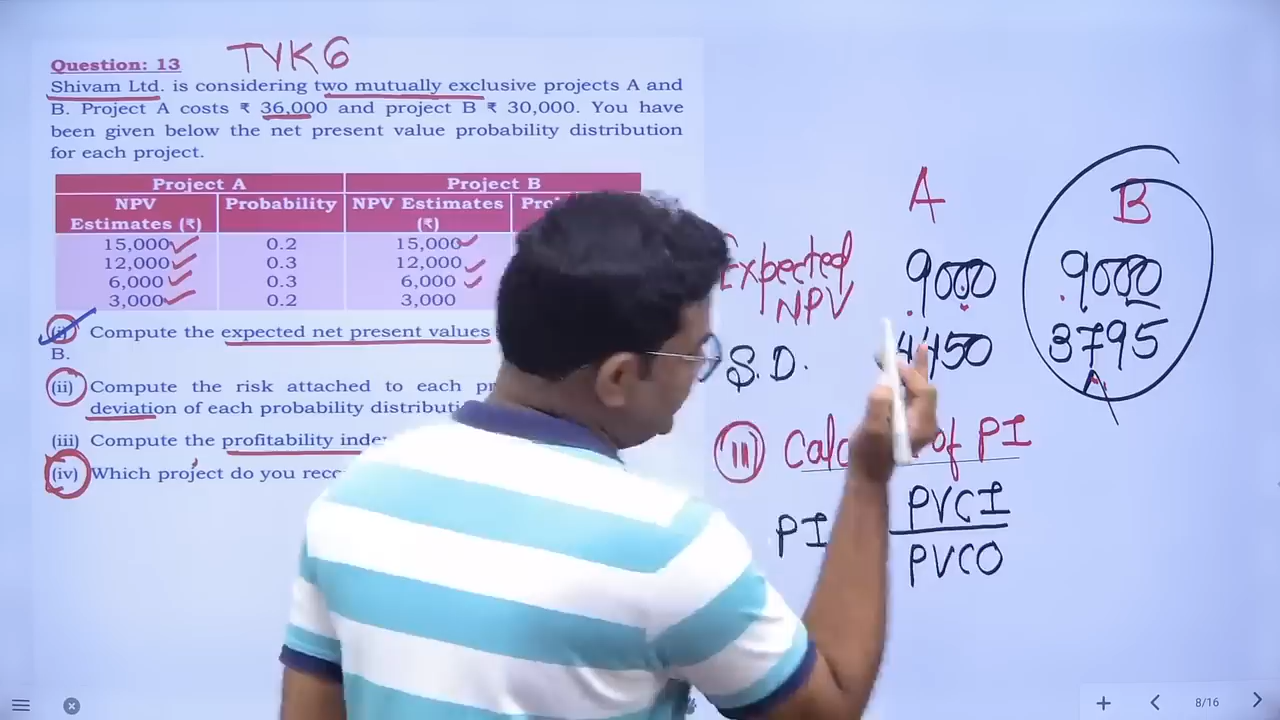 Question: 13 TYK6
Shivam Ltd. is considering two mutually exclusive projects A and
B. Project A costs ₹ 36,000 and project B ₹ 30,000. You have
been given below the net present value probability distribution
for each project.
Project A Project B
NPV Estimates (₹) Probability NPV Estimates (₹)
15,000 0.2 15,000
12,000 0.3 12,000
6,000 0.3 6,000
3,000 0.2 3,000
(i) Compute the expected net present values
B.
(ii) Compute the risk attached to each
deviation of each probability
(iii) Compute the profitability
(iv) Which project do you
A B
Expected NPV 9000 9000
S.D. 4450 3795
(iii) of PI
PI PVCI
PVCO
8/16